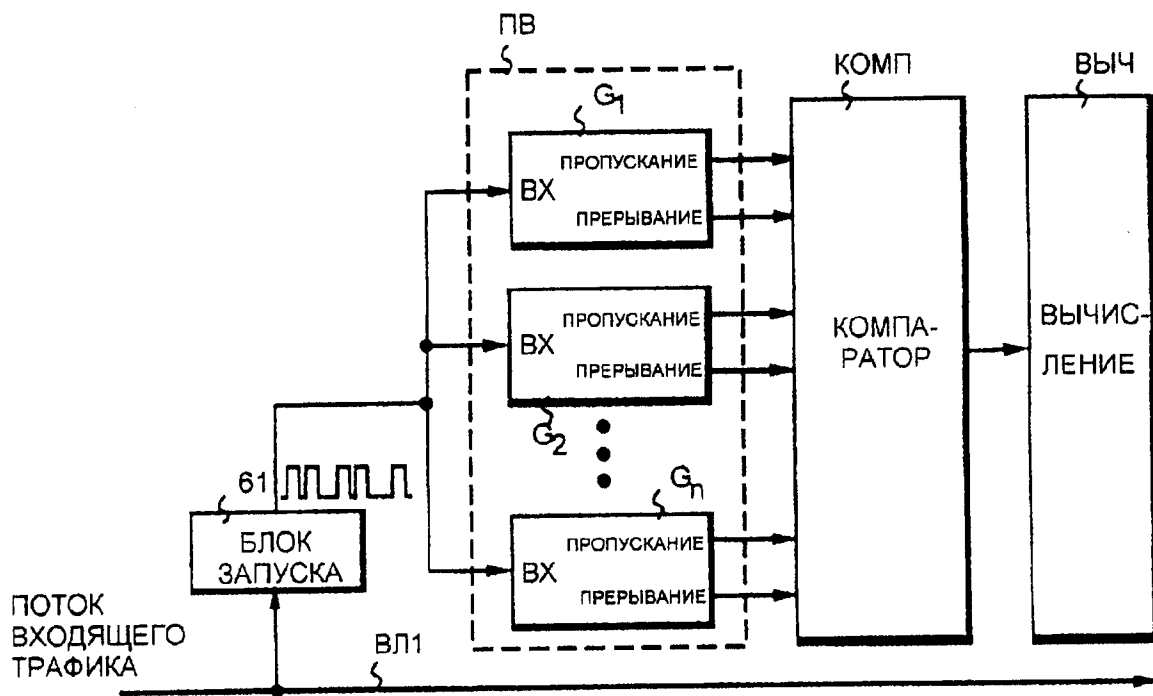 ПВ
КОМП
ВЫЧ
G1
ПРОПУСКАНИЕ
ВХ
ПРЕРЫВАНИЕ
ПРОПУСКАНИЕ
ВХ
ПРЕРЫВАНИЕ
G2
КОМПА-
РАТОР
ВЫЧИС-
ЛЕНИЕ
61
Gn
ПРОПУСКАНИЕ
ВХ
ПРЕРЫВАНИЕ
БЛОК
ЗАПУСКА
ПОТОК
ВХОДЯЩЕГО
ТРАФИКА
ВЛ1